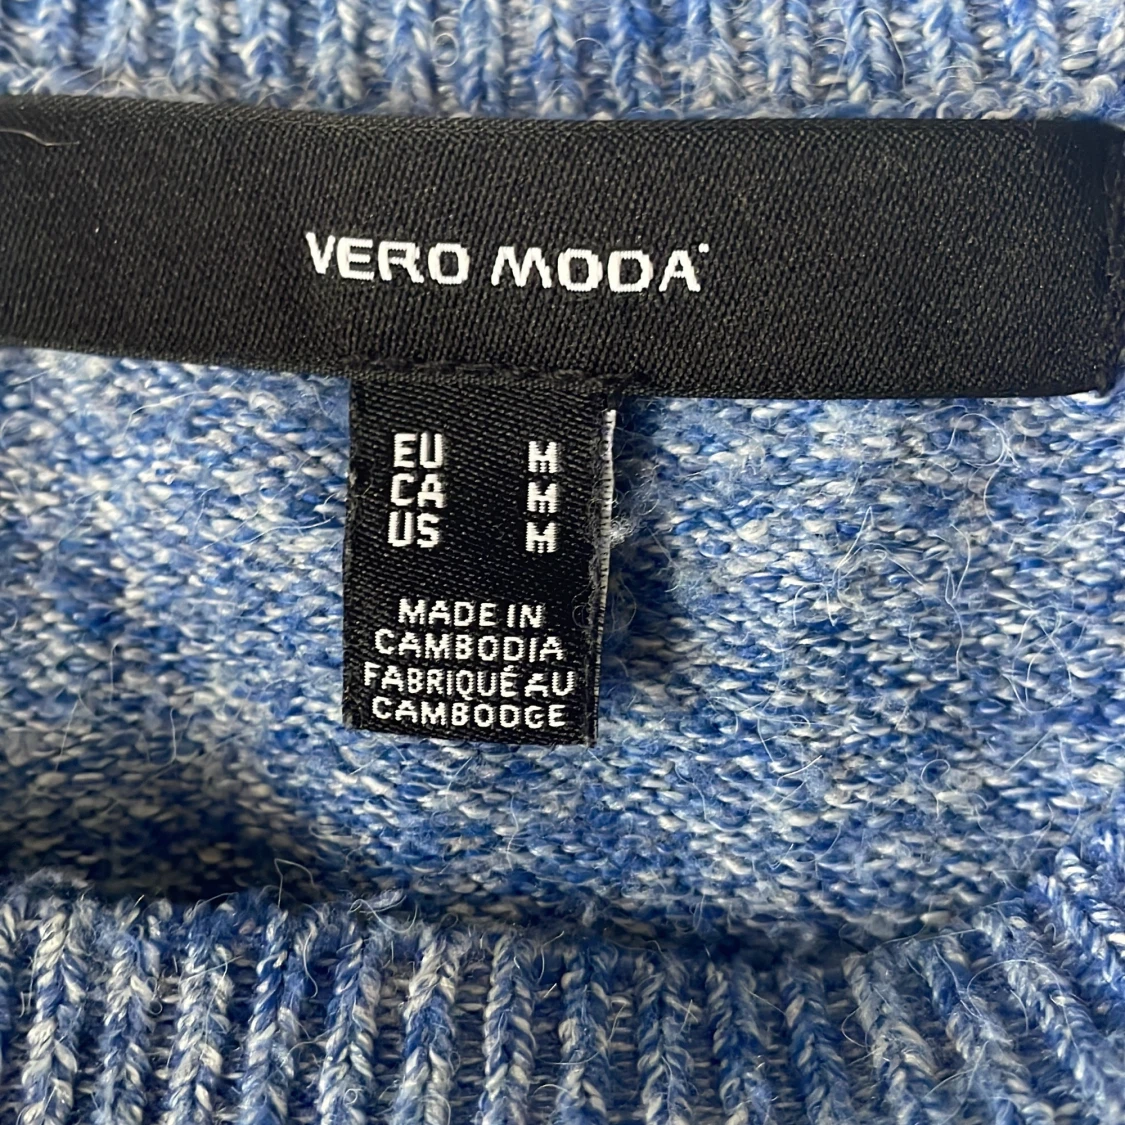 VERO MODA
EU M
CA M
US M
MADE IN
CAMBODIA
FABRIQUÉ AU
CAMBODGE